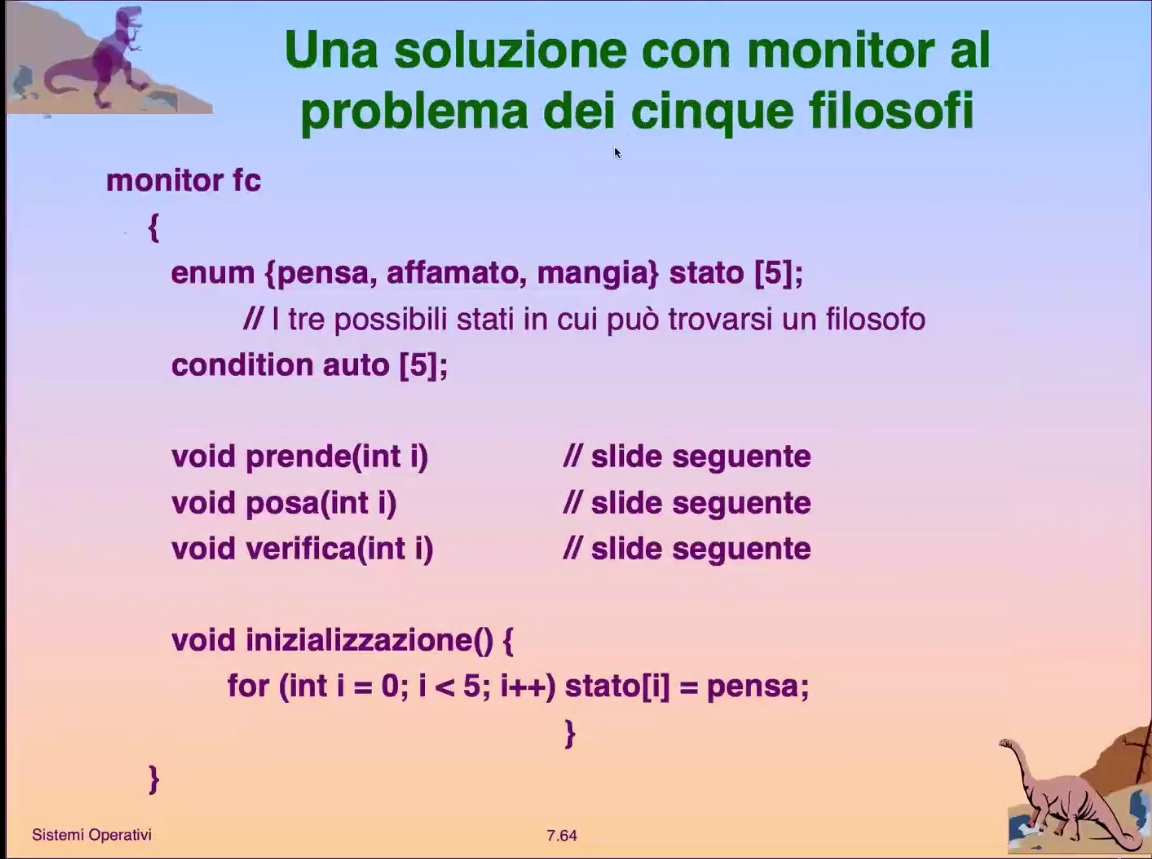 Una soluzione con monitor al
problema dei cinque filosofi
monitor fc
{
enum {pensa, affamato, mangia} stato [5];
// I tre possibili stati in cui può trovarsi un filosofo
condition auto [5];
void prende(int i) // slide seguente
void posa(int i) // slide seguente
void verifica(int i) // slide seguente
void inizializzazione() {
for (int i = 0; i < 5; i++) stato[i] = pensa;
}
}
Sistemi Operativi 7.64